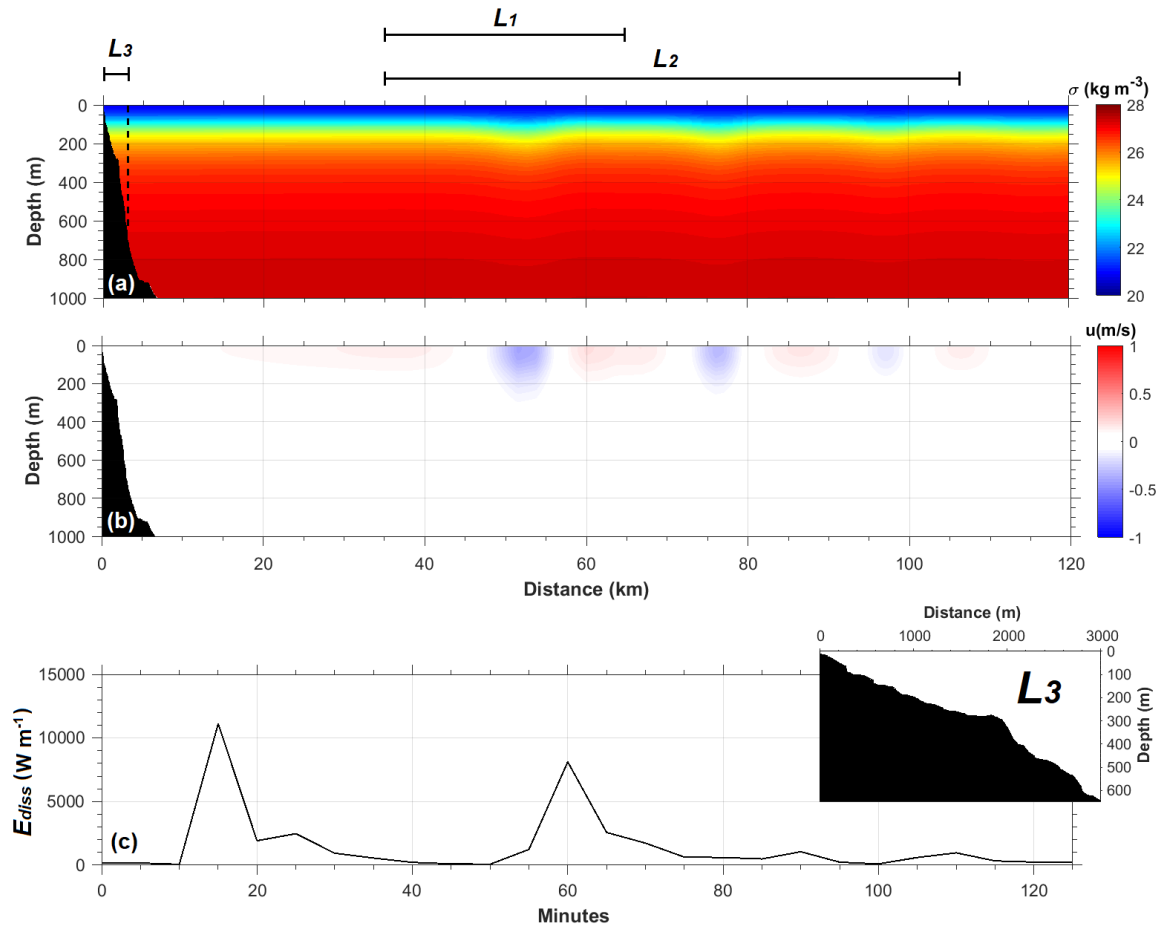 L1
L3
L2
σ (kg m-3)
0
200
400
600
800
1000
Depth (m)
(a)
28
26
24
22
20
u(m/s)
0
200
400
600
800
1000
Depth (m)
(b)
1
0.5
0
-0.5
-1
0 20 40 60 80 100 120
Distance (km)
Distance (m)
0 1000 2000 3000
L3
0
100
200
300
400
500
600
Depth (m)
15000
10000
5000
0
Ediss (W m-1)
(c)
0 20 40 60 80 100 120
Minutes